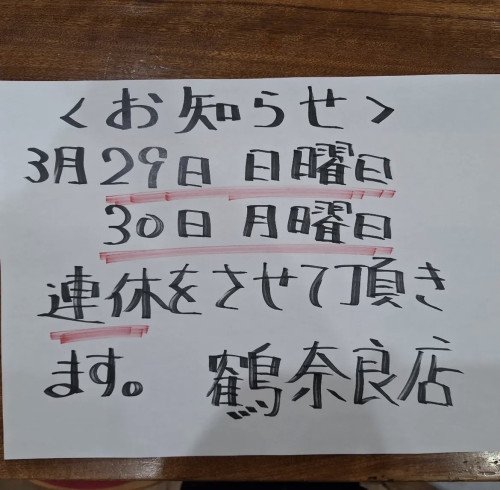 ＜お知らせ＞
3月29日 日曜日
30日 月曜日
連休をさせて頂き
ます。 鶴奈良店